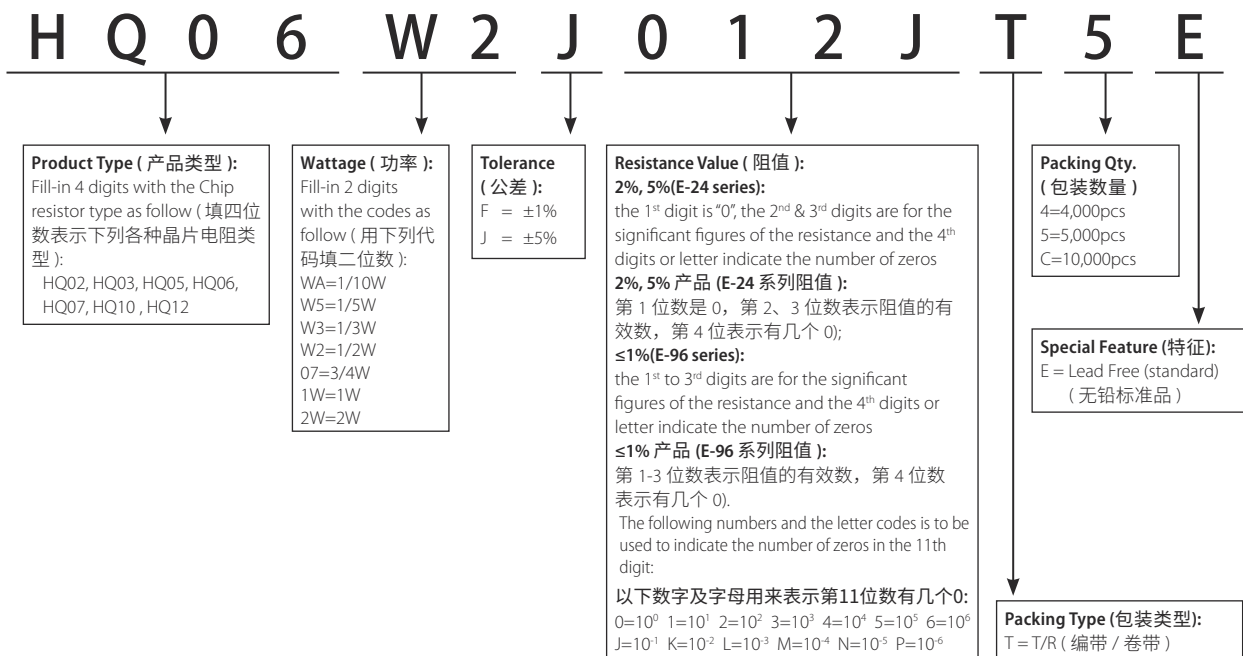 H Q 0 6 W 2 J 0 1 2 J T 5 E
Product Type ( 产品类型 ):
Fill-in 4 digits with the Chip
resistor type as follow ( 填四位
数表示下列各种晶片电阻类
型 ):
HQ02, HQ03, HQ05, HQ06,
HQ07, HQ10 , HQ12
Wattage ( 功率 ):
Fill-in 2 digits
with the codes as
follow ( 用下列代
码填二位数 ):
WA=1/10W
W5=1/5W
W3=1/3W
W2=1/2W
07=3/4W
1W=1W
2W=2W
Tolerance
( 公差 ):
F = ±1%
J = ±5%
Resistance Value ( 阻值 ):
2%, 5%(E-24 series):
the 1st digit is “0”, the 2nd & 3rd digits are for the
significant figures of the resistance and the 4th
digits or letter indicate the number of zeros
2%, 5% 产品 (E-24 系列阻值 ):
第 1 位数是 0，第 2、3 位数表示阻值的有
效数，第 4 位表示有几个 0);
≤1%(E-96 series):
the 1st to 3rd digits are for the significant
figures of the resistance and the 4th digits or
letter indicate the number of zeros
≤1% 产品 (E-96 系列阻值 ):
第 1-3 位数表示阻值的有效数，第 4 位数
表示有几个 0).
The following numbers and the letter codes is to be
used to indicate the number of zeros in the 11th
digit:
以下数字及字母用来表示第11位数有几个0:
0=10⁰ 1=10¹ 2=10² 3=10³ 4=10⁴ 5=10⁵ 6=10⁶
J=10⁻¹ K=10⁻² L=10⁻³ M=10⁻⁴ N=10⁻⁵ P=10⁻⁶
Packing Qty.
( 包装数量 )
4=4,000pcs
5=5,000pcs
C=10,000pcs
Special Feature (特征):
E = Lead Free (standard)
( 无铅标准品 )
Packing Type (包装类型):
T = T/R ( 编带 / 卷带 )